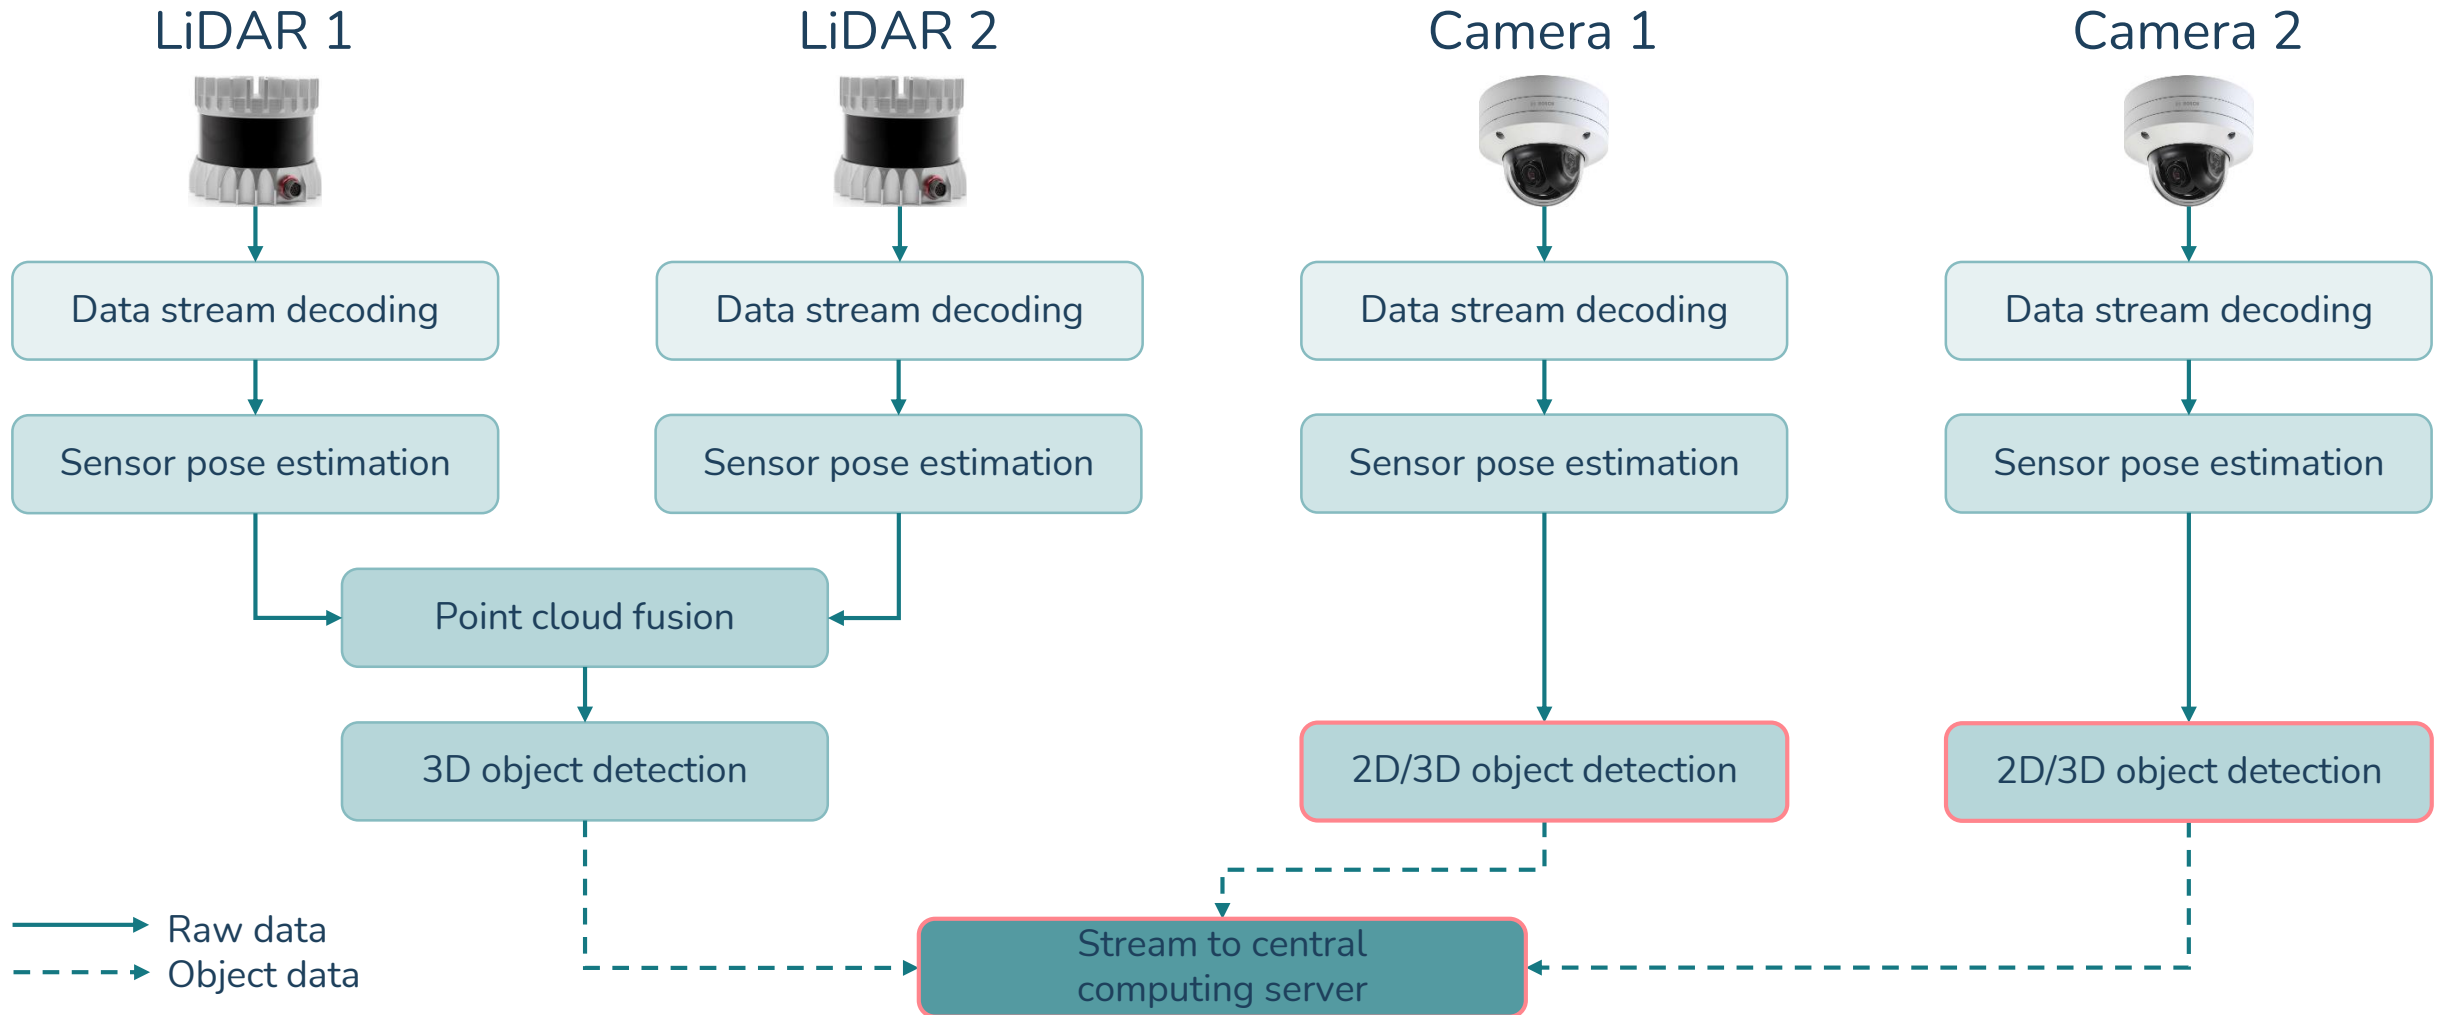 LiDAR 1
LiDAR 2
Camera 1
Camera 2
Data stream decoding
Data stream decoding
Data stream decoding
Data stream decoding
Sensor pose estimation
Sensor pose estimation
Sensor pose estimation
Sensor pose estimation
Point cloud fusion
3D object detection
2D/3D object detection
2D/3D object detection
Stream to central
computing server
Raw data
Object data